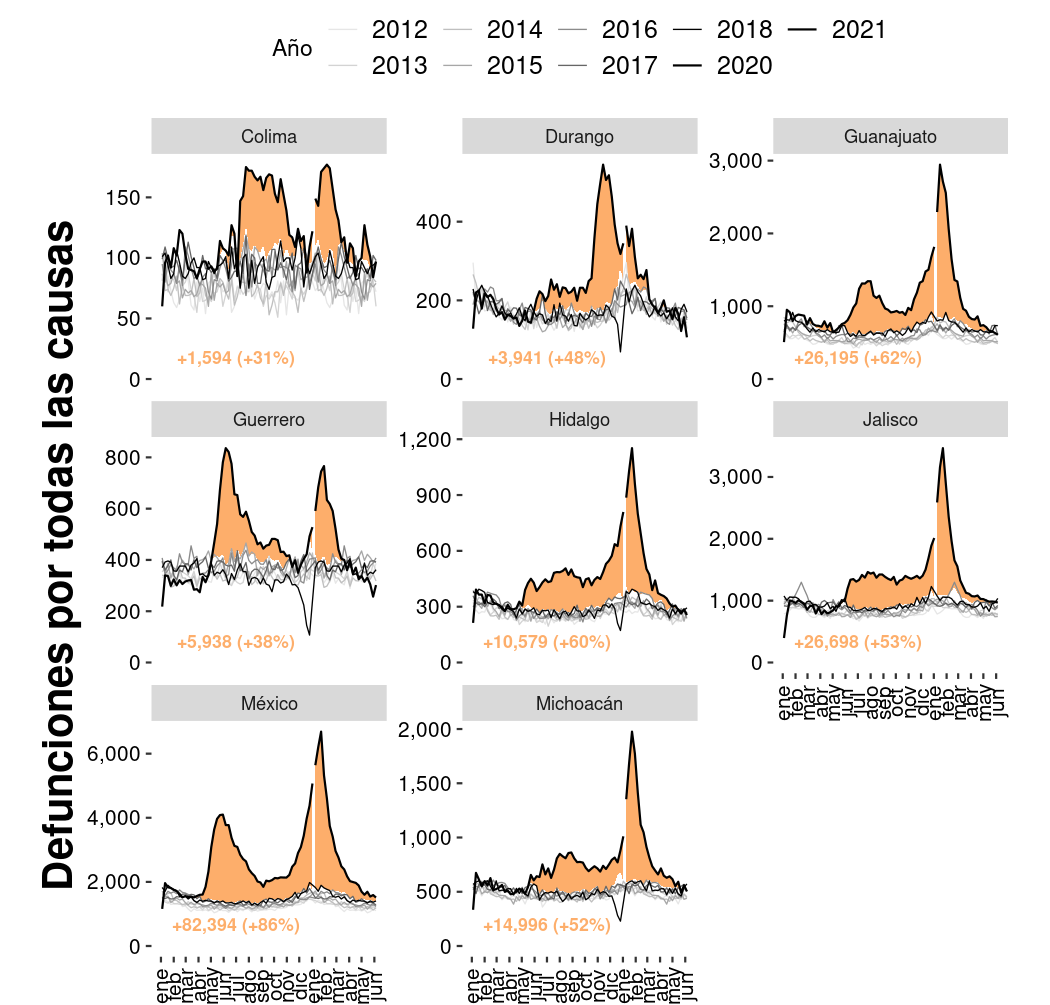 Año
2012 2014 2016 2018 2021
2013 2015 2017 2020
Defunciones por todas las causas
Colima
150
100
50
0
+1,594 (+31%)
Durango
400
200
0
+3,941 (+48%)
Guanajuato
3,000
2,000
1,000
0
+26,195 (+62%)
Guerrero
800
600
400
200
0
+5,938 (+38%)
Hidalgo
1,200
900
600
300
0
+10,579 (+60%)
Jalisco
3,000
2,000
1,000
0
+26,698 (+53%)
ene feb mar abr may jun jul ago sep oct nov dic ene feb mar abr may jun
México
6,000
4,000
2,000
0
+82,394 (+86%)
ene feb mar abr may jun jul ago sep oct nov dic ene feb mar abr may jun
Michoacán
2,000
1,500
1,000
500
0
+14,996 (+52%)
ene feb mar abr may jun jul ago sep oct nov dic ene feb mar abr may jun